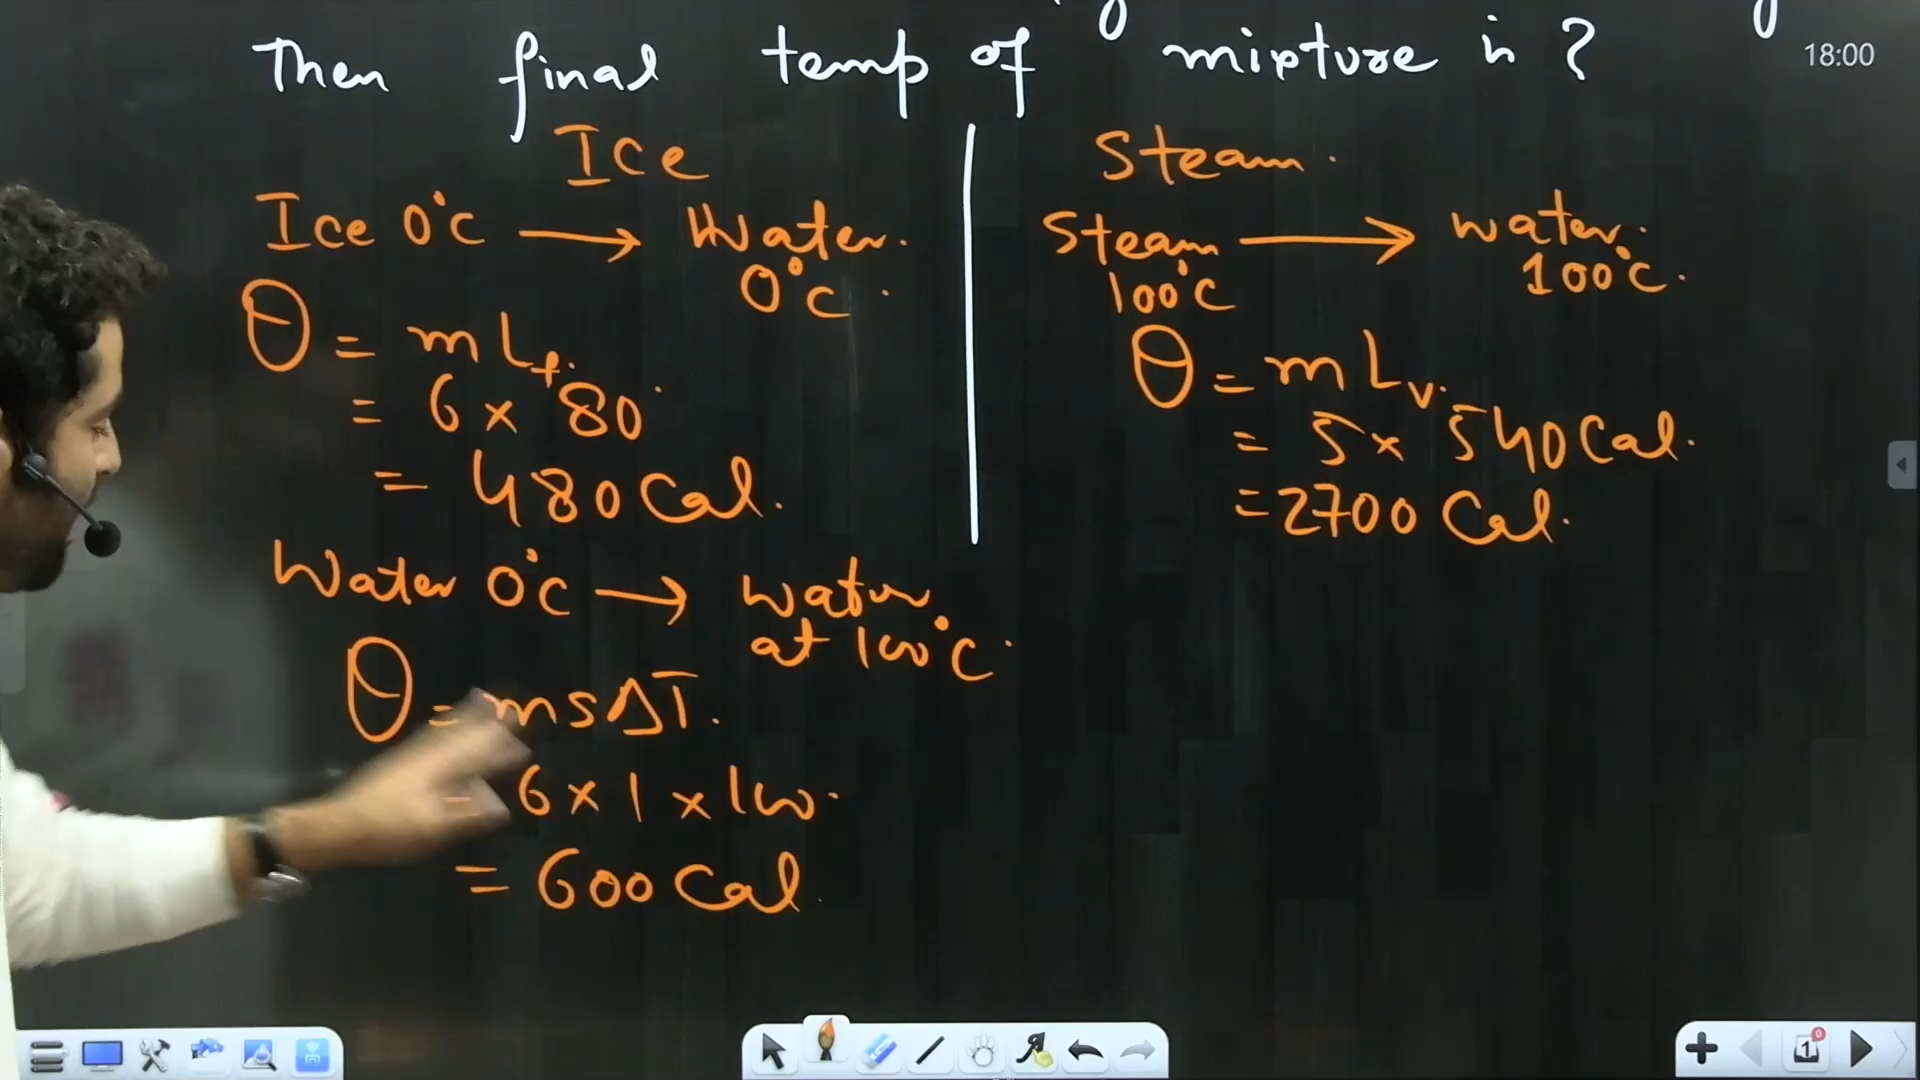 Then final temp of mixture is ?
18:00
Ice
Ice 0°C → Water.
0°C.
Q = mLf.
= 6 × 80
= 480 Cal.
Water 0°C → water
at 100°C.
Q = msΔT.
= 6 × 1 × 100.
= 600 Cal.
Steam.
Steam → water.
100°C 100°C.
Q = mLv.
= 5 × 540 Cal.
= 2700 Cal.
1
0